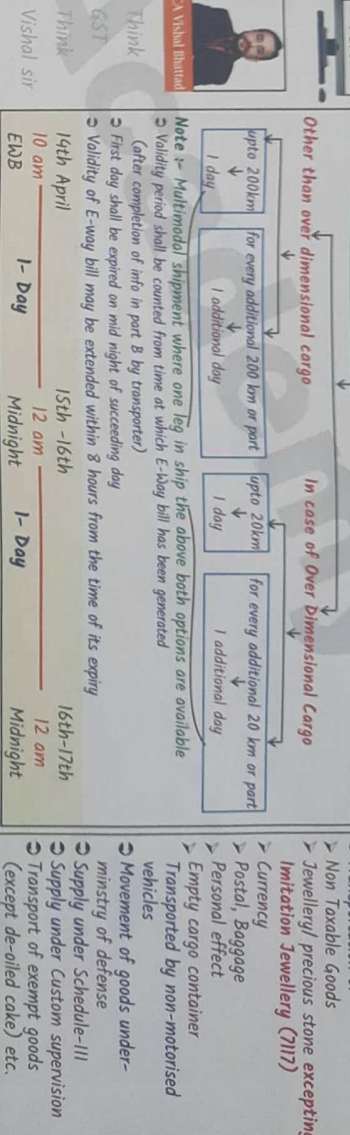 CA Vishal Bhattad
Think
GST
Think
Vishal sir
Other than over dimensional cargo
In case of Over Dimensional Cargo
upto 200km
1 day
for every additional 200 km or part
1 additional day
upto 20km
1 day
for every additional 20 km or part
1 additional day
Note :- Multimodal shipment where one leg in ship the above both options are available
Validity period shall be counted from time at which E-Way bill has been generated
(after completion of info in part B by transporter)
First day shall be expired on mid night of succeeding day
Validity of E-way bill may be extended within 8 hours from the time of its expiry
14th April 15th -16th 16th-17th
10 am 12 am 12 am
EWB 1- Day Midnight 1- Day Midnight
Non Taxable Goods
Jewellery/ precious stone excepting
Imitation Jewellery (7117)
Currency
Postal, Baggage
Personal effect
Empty cargo container
Transported by non-motorised
vehicles
Movement of goods under-
minstry of defense
Supply under Schedule-III
Supply under Custom supervision
Transport of exempt goods
(except de-oiled cake) etc.